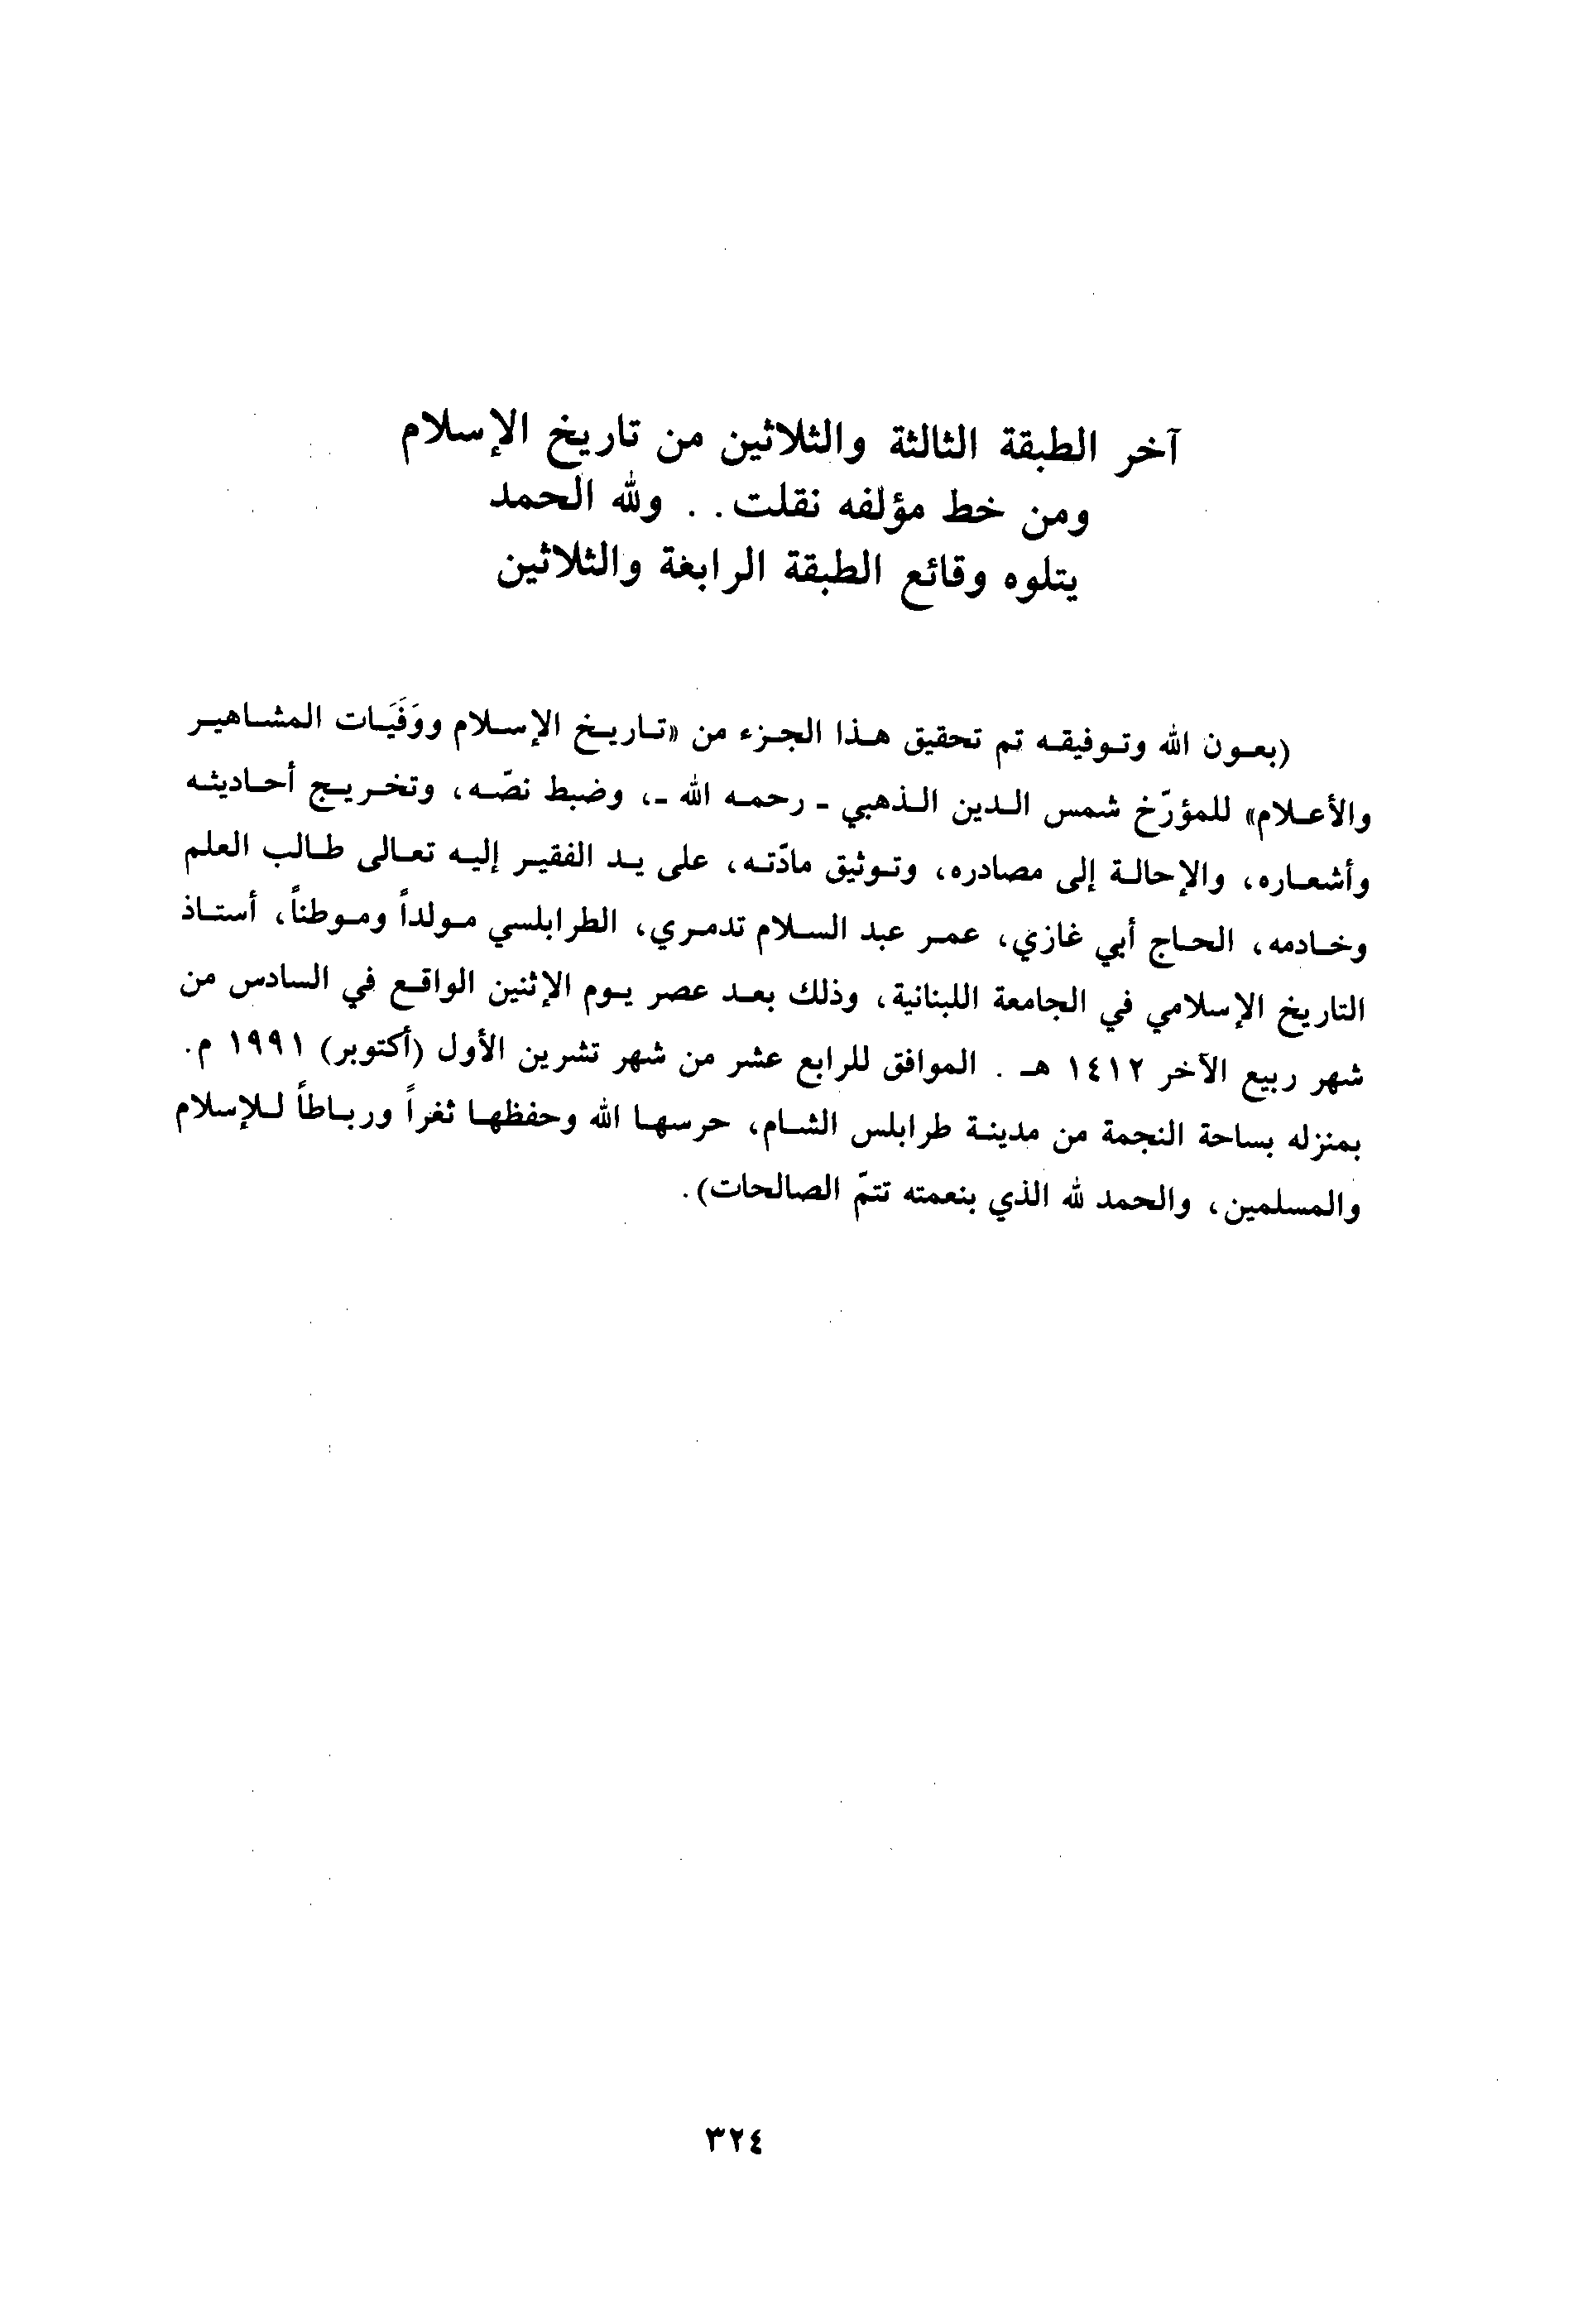 آخر الطبقة الثالثة والثلاثين من تاريخ الإسلام
ومن خط مؤلفه نقلت . . ولله الحمد
يتلوه وقائع الطبقة الرابغة والثلاثين
(بعون الله وتوفيقه تم تحقيق هذا الجزء من «تاريخ الإسلام ووَفَيَات المشاهير
والأعلام» للمؤرّخ شمس الدين الذهبي - رحمه الله -، وضبط نصّه، وتخريج أحاديثه
وأشعاره، والإحالة إلى مصادره، وتوثيق مادّته، على يد الفقير إليه تعالى طالب العلم
وخادمه، الحاج أبي غازي، عمر عبد السلام تدمري، الطرابلسي مولداً وموطناً، أستاذ
التاريخ الإسلامي في الجامعة اللبنانية، وذلك بعد عصر يوم الإثنين الواقع في السادس من
شهر ربيع الآخر ١٤١٢ هـ . الموافق للرابع عشر من شهر تشرين الأول (أكتوبر) ١٩٩١ م.
بمنزله بساحة النجمة من مدينة طرابلس الشام، حرسها الله وحفظها ثغراً ورباطاً للإسلام
والمسلمين، والحمد لله الذي بنعمته تتمّ الصالحات).
٣٢٤